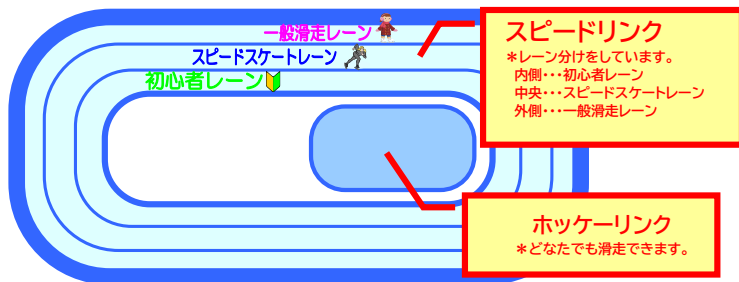 一般滑走レーン
スピードスケートレーン
初心者レーン
スピードリンク
＊レーン分けをしています。
内側・・・初心者レーン
中央・・・スピードスケートレーン
外側・・・一般滑走レーン
ホッケーリンク
＊どなたでも滑走できます。